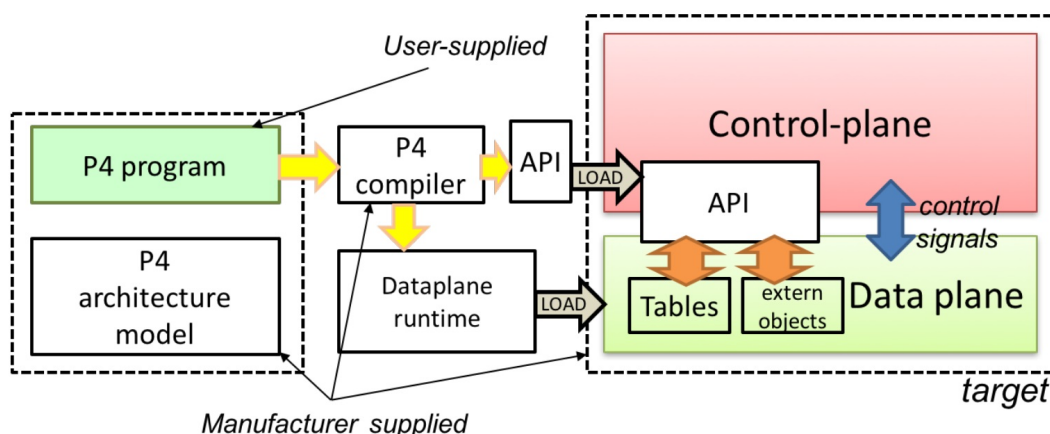 User-supplied
P4 program
P4
compiler
API
LOAD
Control-plane
API
control
signals
P4
architecture
model
Dataplane
runtime
LOAD
Tables
extern
objects
Data plane
target
Manufacturer supplied